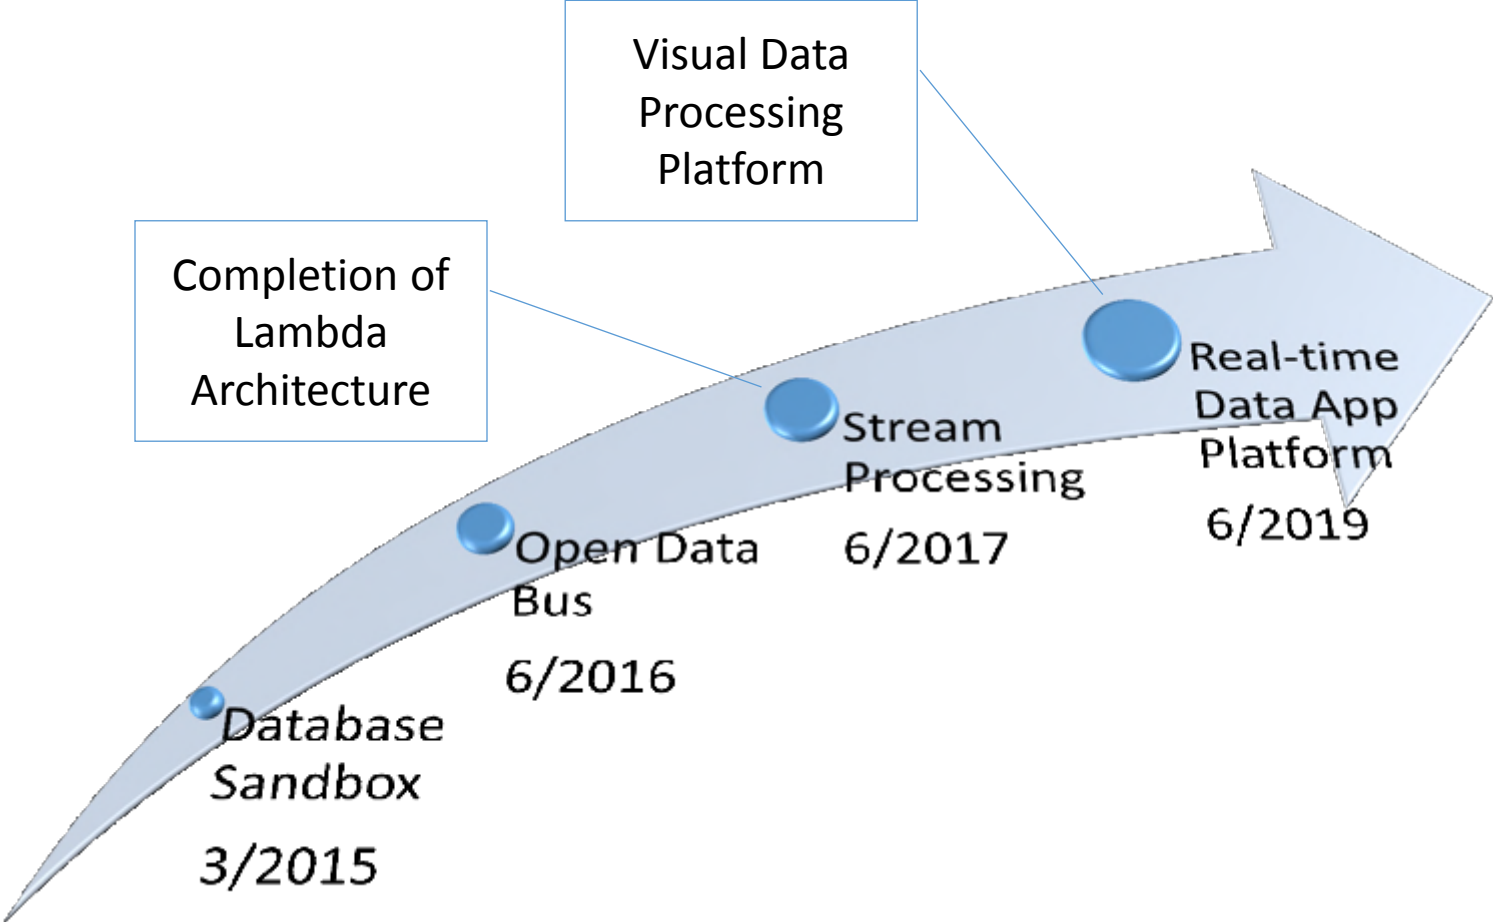 Visual Data
Processing
Platform
Completion of
Lambda
Architecture
Real-time
Data App
Platform
6/2019
Stream
Processing
6/2017
Open Data
Bus
6/2016
Database
Sandbox
3/2015